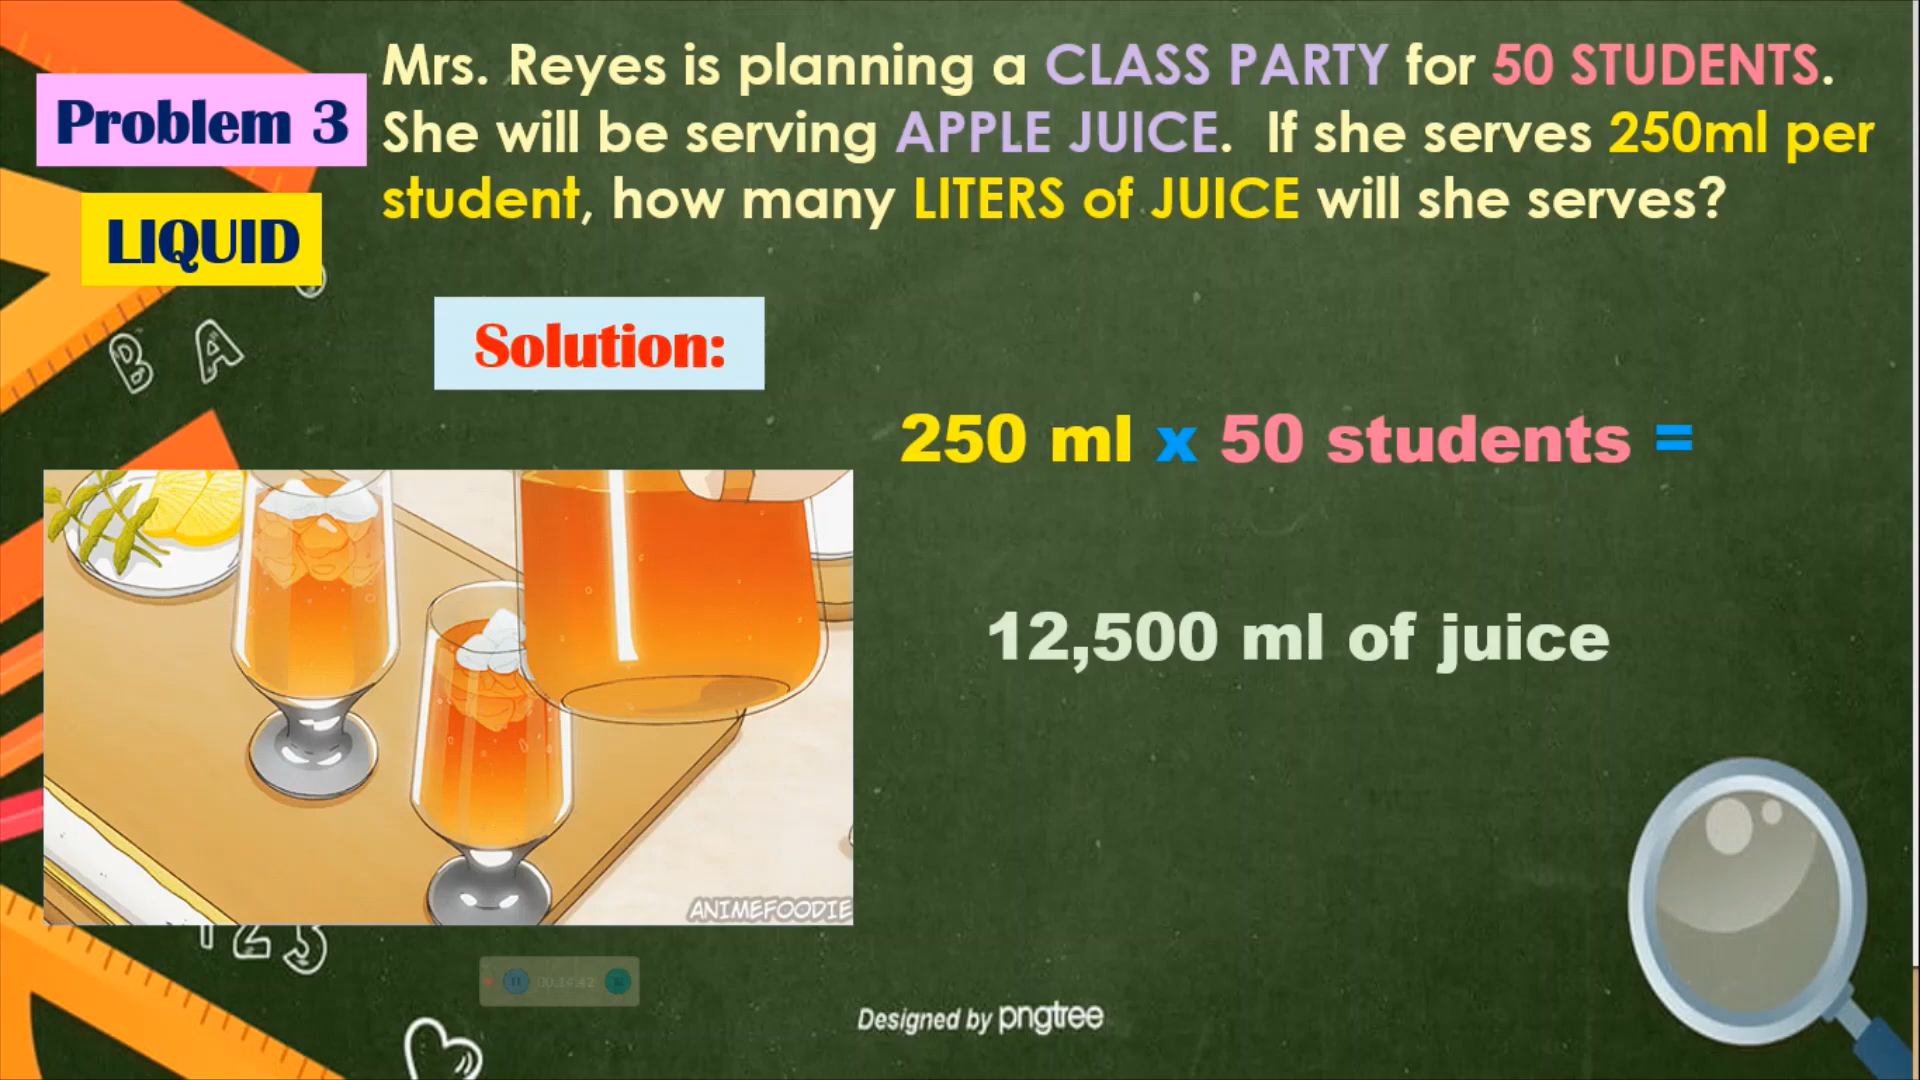 Mrs. Reyes is planning a CLASS PARTY for 50 STUDENTS.
Problem 3
She will be serving APPLE JUICE. If she serves 250ml per
student, how many LITERS of JUICE will she serves?
LIQUID
B A
Solution:
250 ml x 50 students =
12,500 ml of juice
ANIMEFOODIE
Designed by pngtree